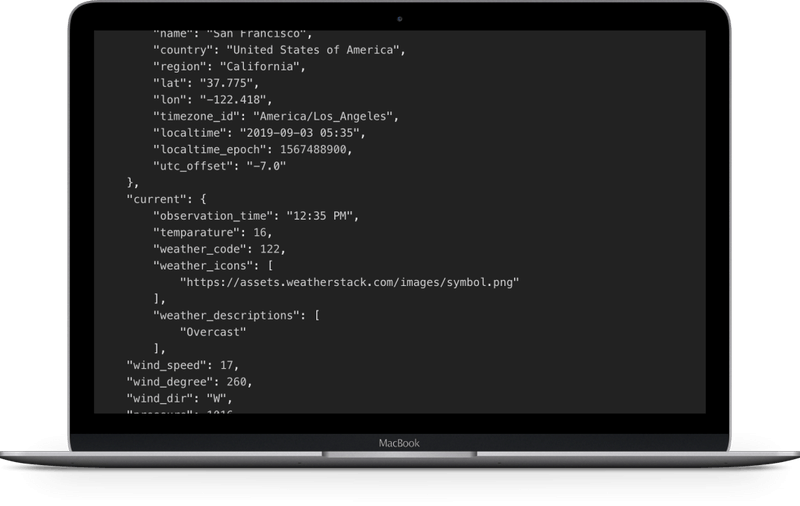 "name": "San Francisco",
"country": "United States of America",
"region": "California",
"lat": "37.775",
"lon": "-122.418",
"timezone_id": "America/Los_Angeles",
"localtime": "2019-09-03 05:35",
"localtime_epoch": 1567488900,
"utc_offset": "-7.0"
},
"current": {
"observation_time": "12:35 PM",
"temparature": 16,
"weather_code": 122,
"weather_icons": [
"https://assets.weatherstack.com/images/symbol.png"
],
"weather_descriptions": [
"Overcast"
],
"wind_speed": 17,
"wind_degree": 260,
"wind_dir": "W",
"pressure": 1016
MacBook